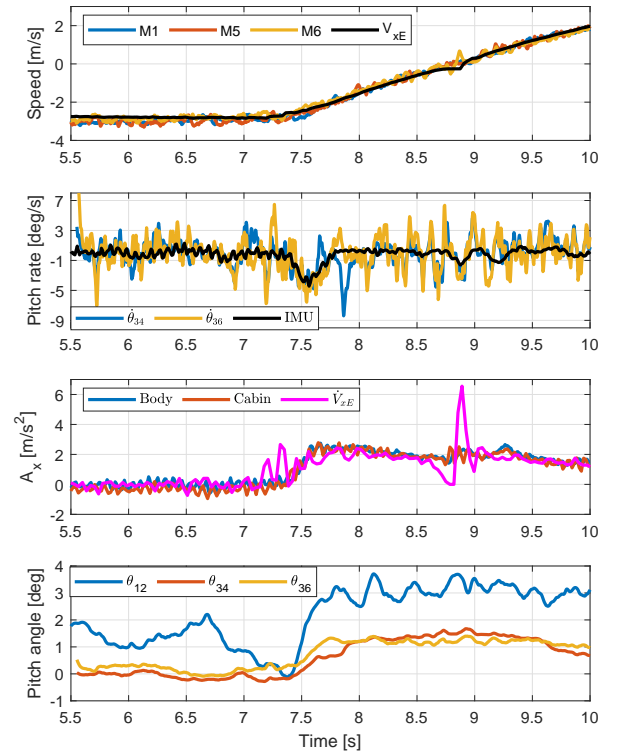 M1 M5 M6 V_xE
Speed [m/s]
4
2
0
-2
-4
5.5 6 6.5 7 7.5 8 8.5 9 9.5 10
Pitch rate [deg/s]
7
3
-1
-5
-9
θ̇_34 θ̇_36 IMU
5.5 6 6.5 7 7.5 8 8.5 9 9.5 10
Body Cabin V̇_xE
A_x [m/s^2]
6
4
2
0
-2
5.5 6 6.5 7 7.5 8 8.5 9 9.5 10
θ_12 θ_34 θ_36
Pitch angle [deg]
4
3
2
1
0
-1
5.5 6 6.5 7 7.5 8 8.5 9 9.5 10
Time [s]